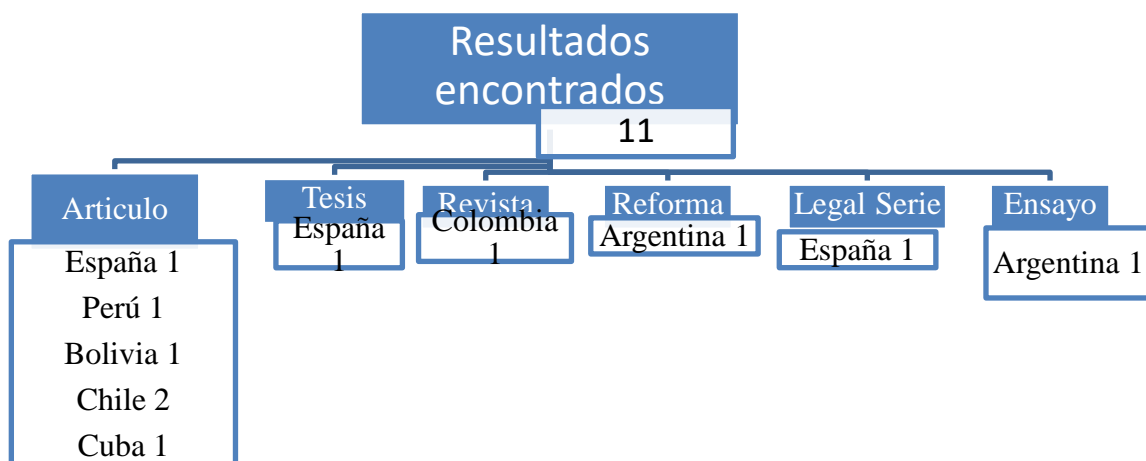 Resultados
encontrados
11
Articulo
España 1
Perú 1
Bolivia 1
Chile 2
Cuba 1
Tesis
España
1
Revista
Colombia
1
Reforma
Argentina 1
Legal Serie
España 1
Ensayo
Argentina 1